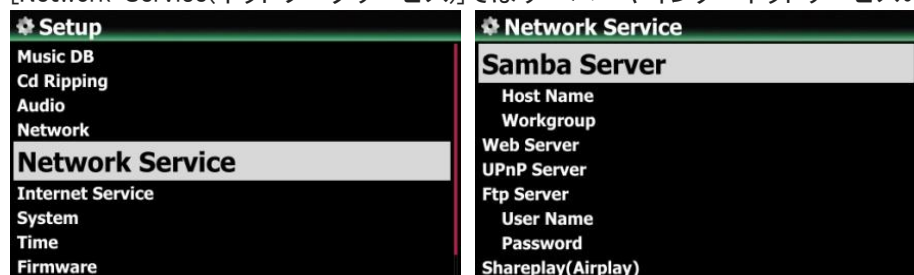 Setup
Music DB
Cd Ripping
Audio
Network
Network Service
Internet Service
System
Time
Firmware
Network Service
Samba Server
Host Name
Workgroup
Web Server
UPnP Server
Ftp Server
User Name
Password
Shareplay(Airplay)